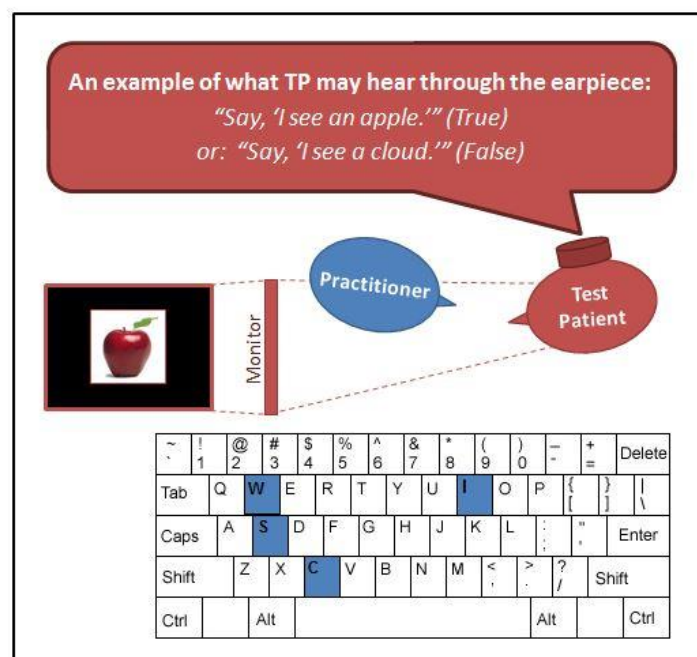 An example of what TP may hear through the earpiece:
“Say, ‘I see an apple.’” (True)
or: “Say, ‘I see a cloud.’” (False)
Practitioner
Test
Patient
Monitor
~ ! @ # $ % ^ & * ( ) _ + Delete
` 1 2 3 4 5 6 7 8 9 0 - =
Tab Q W E R T Y U I O P { } |
[ ] \
Caps A S D F G H J K L : " Enter
; '
Shift Z X C V B N M < > ? Shift
, . /
Ctrl Alt Alt Ctrl